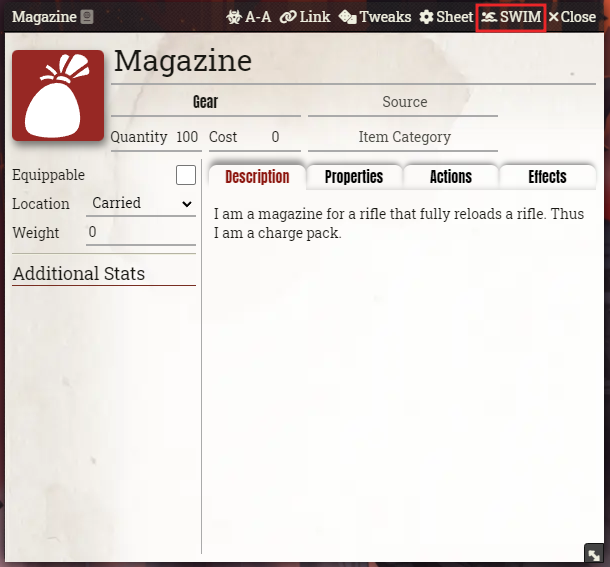 Magazine A-A Link Tweaks Sheet SWIM Close
Magazine
Gear Source
Quantity 100 Cost 0 Item Category
Equippable
Location Carried
Weight 0
Additional Stats
Description Properties Actions Effects
I am a magazine for a rifle that fully reloads a rifle. Thus
I am a charge pack.